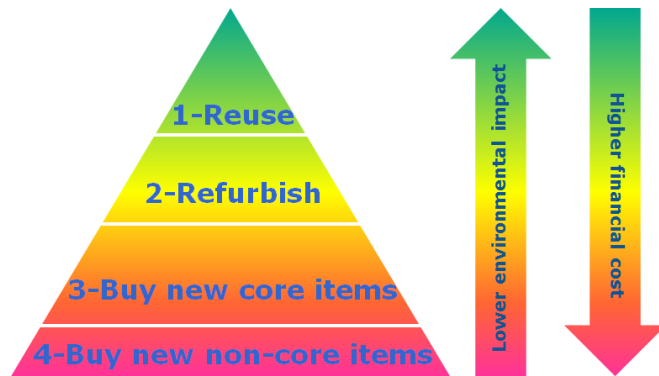 1-Reuse
2-Refurbish
3-Buy new core items
4-Buy new non-core items
Lower environmental impact
Higher financial cost